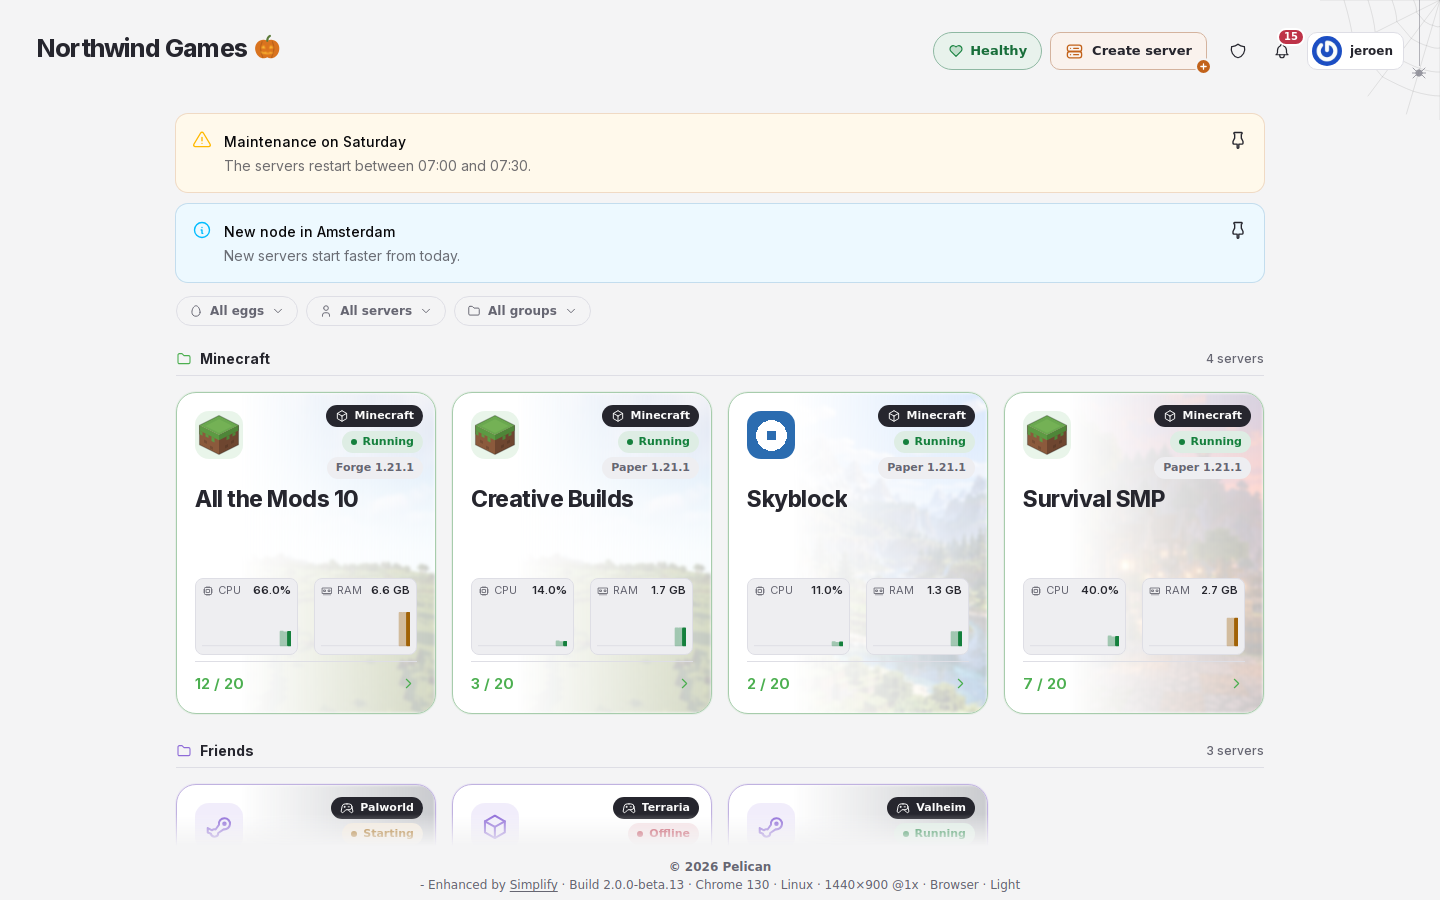 Northwind Games
Healthy
Create server
15
jeroen
Maintenance on Saturday
The servers restart between 07:00 and 07:30.
New node in Amsterdam
New servers start faster from today.
All eggs
All servers
All groups
Minecraft
4 servers
Minecraft
Running
Forge 1.21.1
All the Mods 10
CPU 66.0%
RAM 6.6 GB
12 / 20
Minecraft
Running
Paper 1.21.1
Creative Builds
CPU 14.0%
RAM 1.7 GB
3 / 20
Minecraft
Running
Paper 1.21.1
Skyblock
CPU 11.0%
RAM 1.3 GB
2 / 20
Minecraft
Running
Paper 1.21.1
Survival SMP
CPU 40.0%
RAM 2.7 GB
7 / 20
Friends
3 servers
Palworld
Starting
Terraria
Offline
Valheim
Running
© 2026 Pelican
- Enhanced by Simplify · Build 2.0.0-beta.13 · Chrome 130 · Linux · 1440×900 @1x · Browser · Light